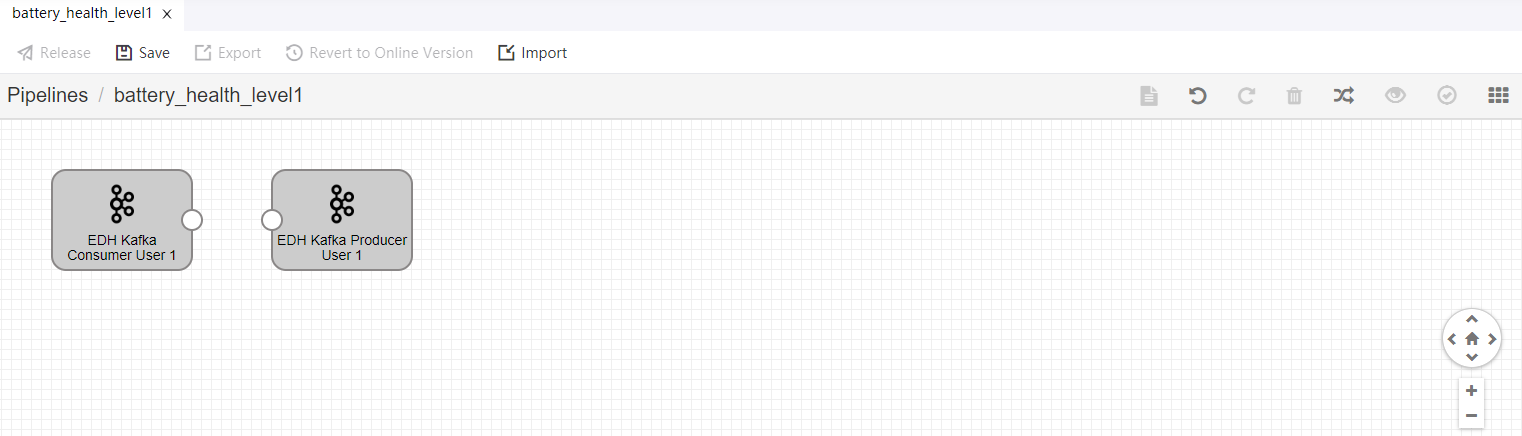 battery_health_level1 x
Release Save Export Revert to Online Version Import
Pipelines / battery_health_level1
EDH Kafka
Consumer User 1
EDH Kafka Producer
User 1